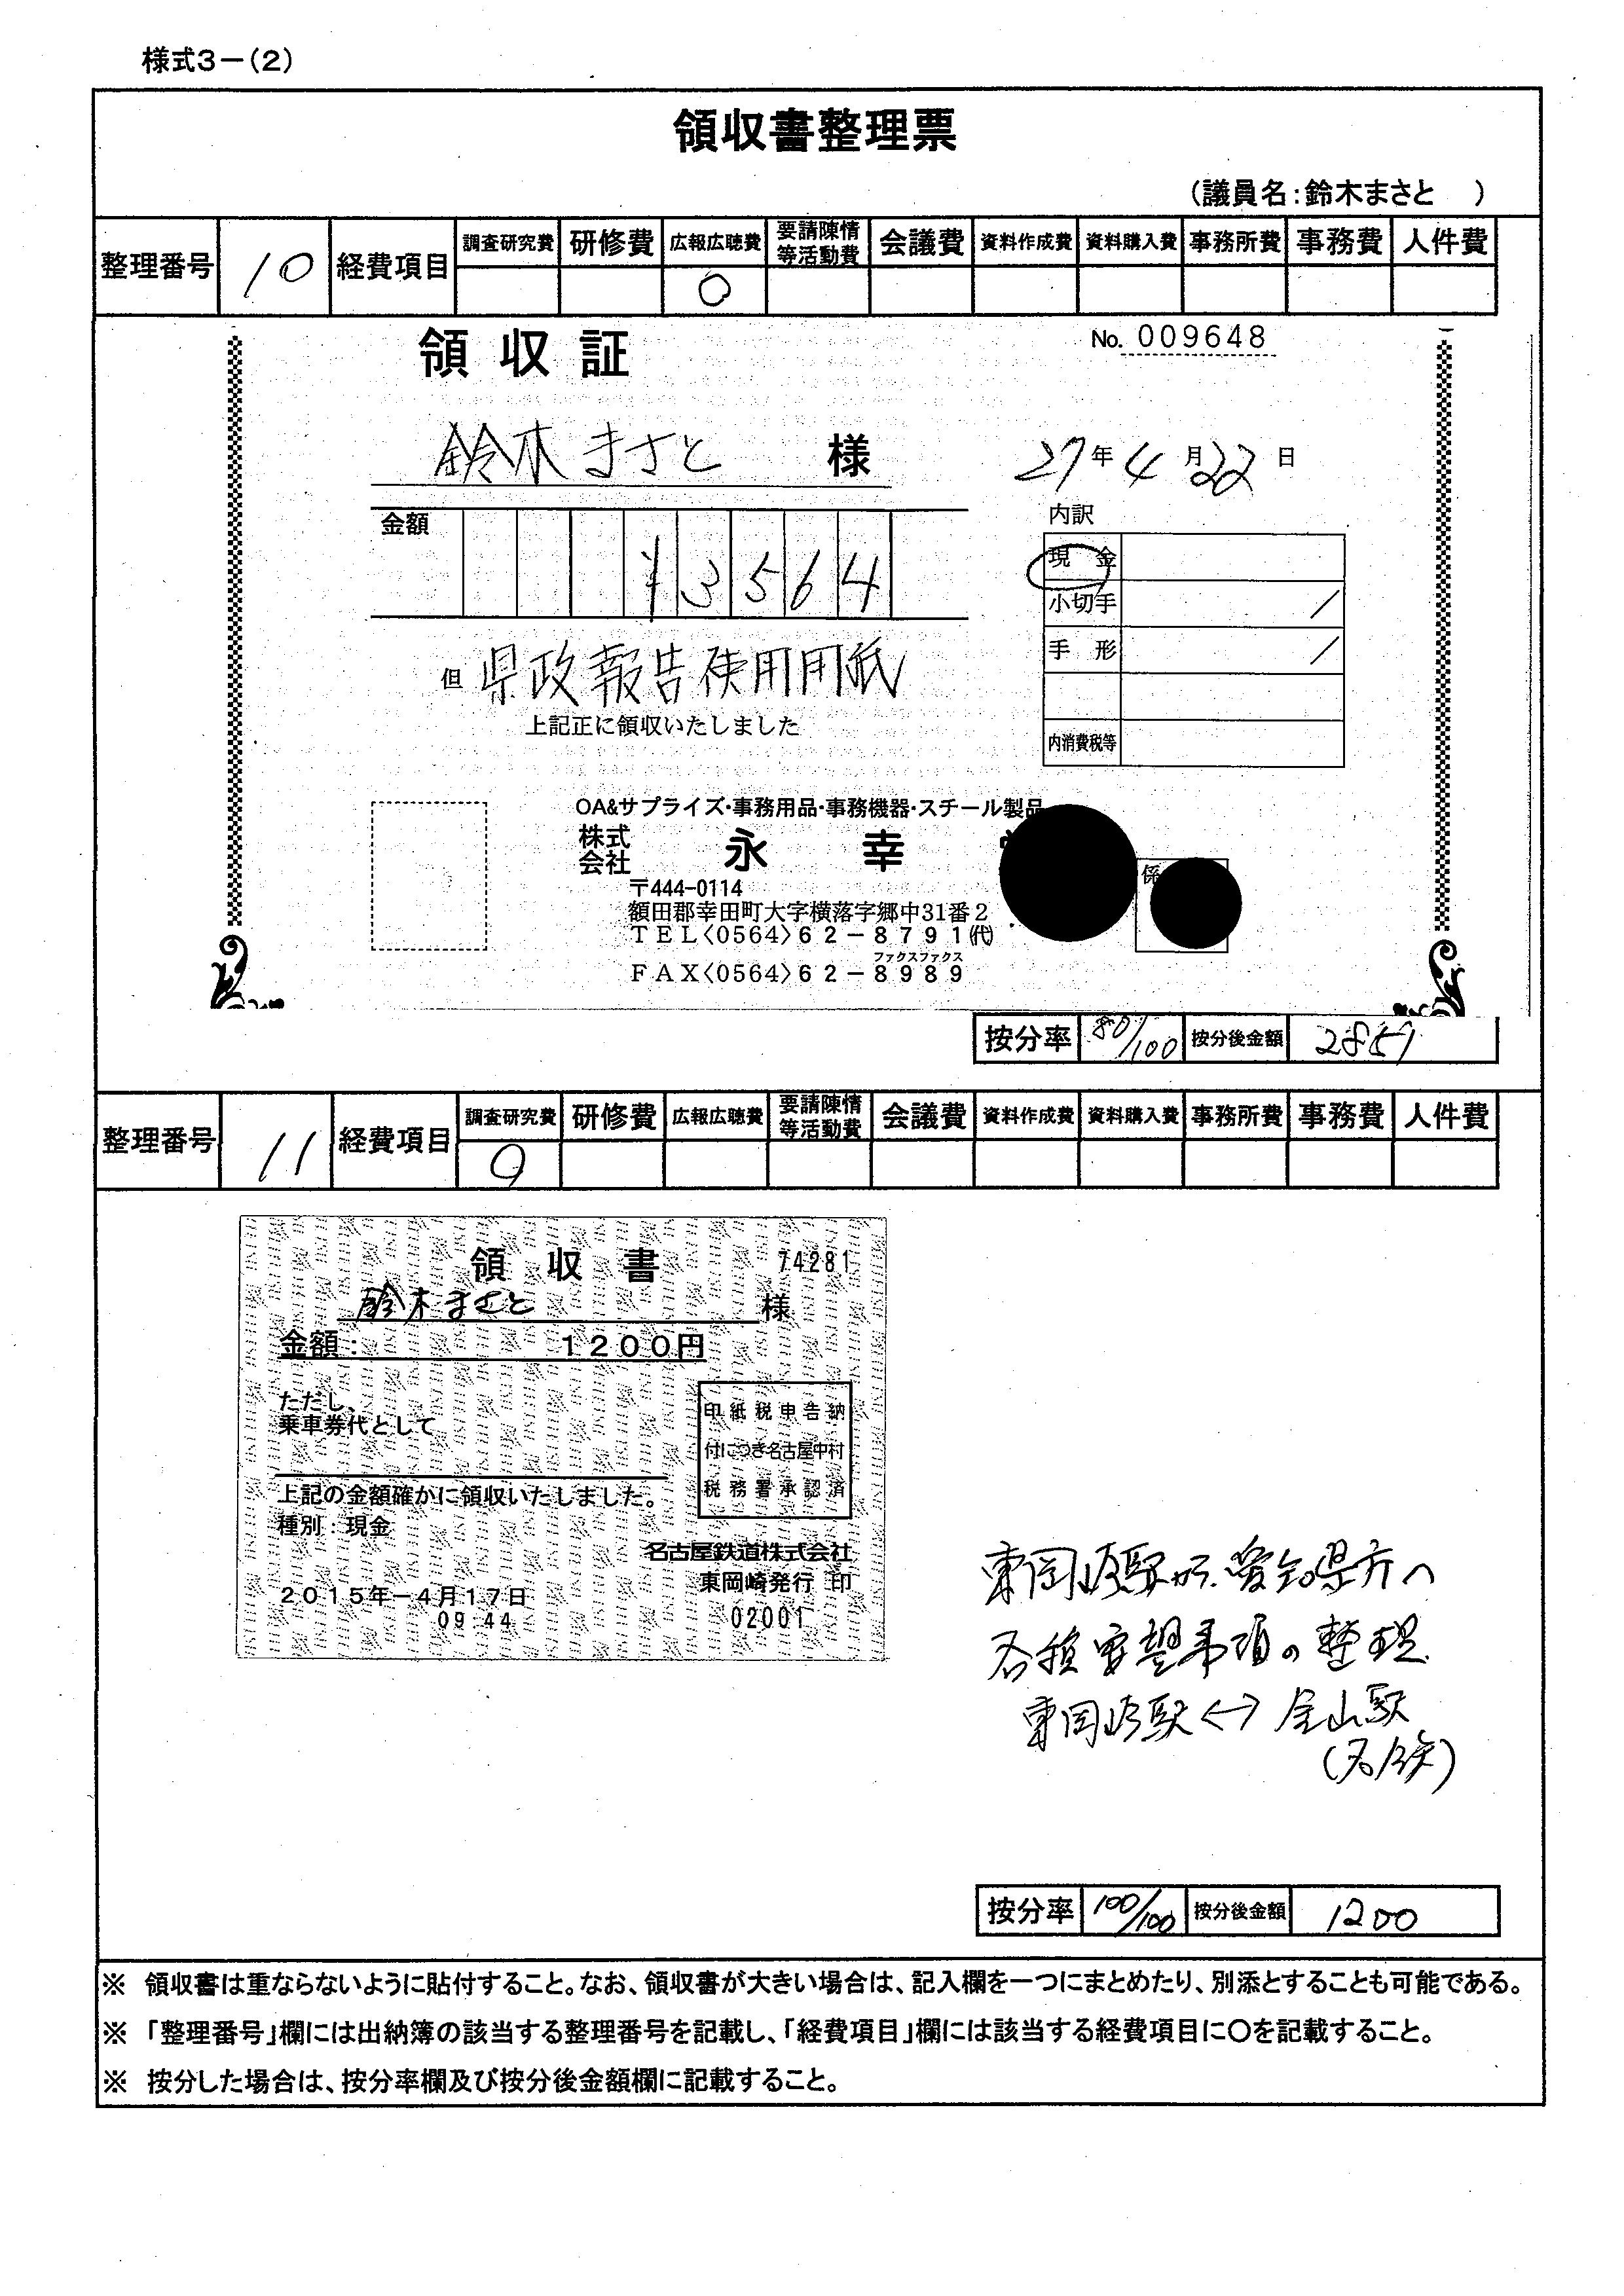 様式3－(2)
領収書整理票
(議員名:鈴木まさと　)
整理番号 10 経費項目 調査研究費 研修費 広報広聴費 要請陳情等活動費 会議費 資料作成費 資料購入費 事務所費 事務費 人件費
○
領収証 No. 009648
鈴木まさと 様 27年4月22日
金額 ¥3564
内訳
現金
小切手 /
手形 /
内消費税等
但 県政報告使用用紙
上記正に領収いたしました
OA&サプライズ・事務用品・事務機器・スチール製品
株式会社 永幸
係
〒444-0114
額田郡幸田町大字横落字郷中31番2
TEL〈0564〉62－8791(代)
ファクスファクス
FAX〈0564〉62－8989
按分率 80/100 按分後金額 2851
整理番号 11 経費項目 調査研究費 研修費 広報広聴費 要請陳情等活動費 会議費 資料作成費 資料購入費 事務所費 事務費 人件費
○
領収書 74281
鈴木まさと 様
金額: 1200円
ただし、
乗車券代として
印紙税申告納
付につき名古屋中村
税務署承認済
上記の金額確かに領収いたしました。
種別:現金
名古屋鉄道株式会社
東岡崎発行 印
2015年-4月17日
09:44 02001
東岡崎駅から愛知県庁へ
各種要望事項の整理
東岡崎駅↔金山駅
(名鉄)
按分率 100/100 按分後金額 1200
※ 領収書は重ならないように貼付すること。なお、領収書が大きい場合は、記入欄を一つにまとめたり、別添とすることも可能である。
※ 「整理番号」欄には出納簿の該当する整理番号を記載し、「経費項目」欄には該当する経費項目に○を記載すること。
※ 按分した場合は、按分率欄及び按分後金額欄に記載すること。